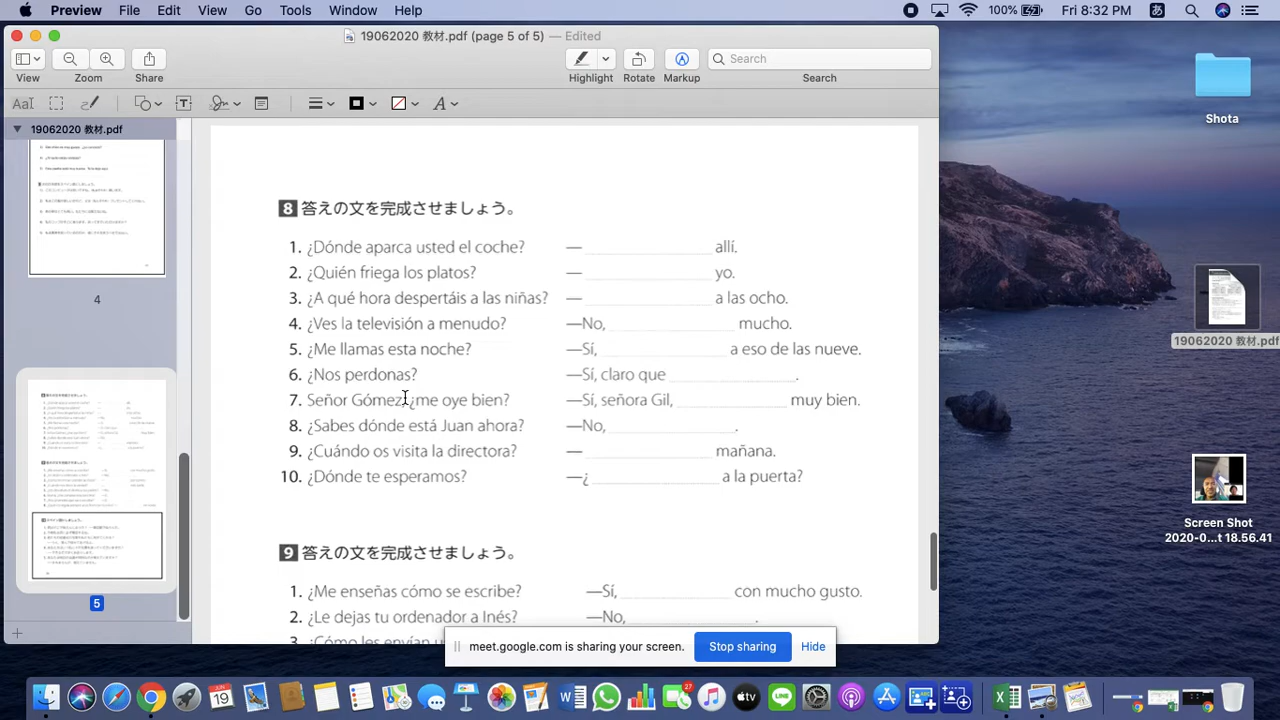 Preview File Edit View Go Tools Window Help 100% Fri 8:32 PM あ
19062020 教材.pdf (page 5 of 5) — Edited
Search
View Zoom Share Highlight Rotate Markup Search
19062020 教材.pdf
4
5
8 答えの文を完成させましょう。
1. ¿Dónde aparca usted el coche? — allí.
2. ¿Quién friega los platos? — yo.
3. ¿A qué hora despertáis a las niñas? — a las ocho.
4. ¿Ves la televisión a menudo? —No, mucho.
5. ¿Me llamas esta noche? —Sí, a eso de las nueve.
6. ¿Nos perdonas? —Sí, claro que .
7. Señor Gómez, ¿me oye bien? —Sí, señora Gil, muy bien.
8. ¿Sabes dónde está Juan ahora? —No, .
9. ¿Cuándo os visita la directora? — mañana.
10. ¿Dónde te esperamos? —¿ a la puerta?
9 答えの文を完成させましょう。
1. ¿Me enseñas cómo se escribe? —Sí, con mucho gusto.
2. ¿Le dejas tu ordenador a Inés? —No, .
3. ¿Cómo les envían
meet.google.com is sharing your screen. Stop sharing Hide
Shota
19062020 教材.pdf
Screen Shot
2020-0...t 18.56.41
JUN
19
27
tv